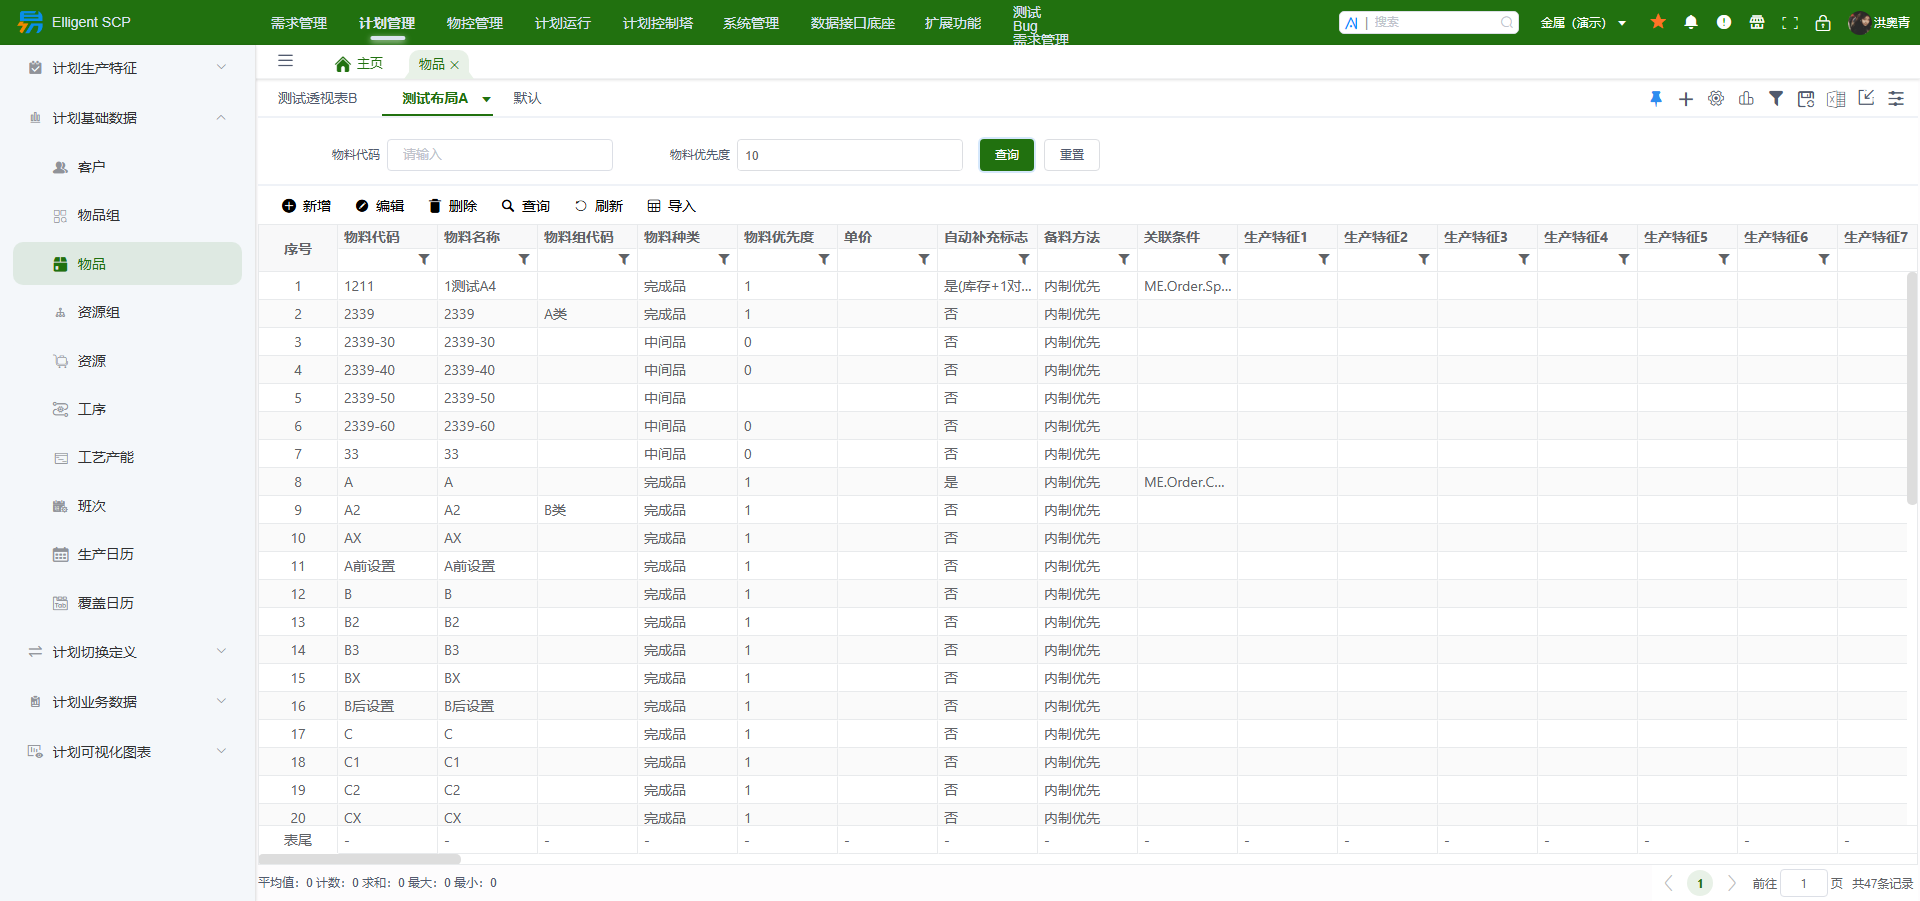 Elligent SCP 需求管理 计划管理 物控管理 计划运行 计划控制塔 系统管理 数据接口底座 扩展功能 测试 Bug 需求管理 AI | 搜索 金属（演示） 洪奥青
计划生产特征
计划基础数据
客户
物品组
物品
资源组
资源
工序
工艺产能
班次
生产日历
覆盖日历
计划切换定义
计划业务数据
计划可视化图表
主页 物品
测试透视表B 测试布局A 默认
物料代码 请输入 物料优先度 10 查询 重置
新增 编辑 删除 查询 刷新 导入
序号 物料代码 物料名称 物料组代码 物料种类 物料优先度 单价 自动补充标志 备料方法 关联条件 生产特征1 生产特征2 生产特征3 生产特征4 生产特征5 生产特征6 生产特征7
1 1211 1测试A4 完成品 1 是(库存+1对... 内制优先 ME.Order.Sp...
2 2339 2339 A类 完成品 1 否 内制优先
3 2339-30 2339-30 中间品 0 否 内制优先
4 2339-40 2339-40 中间品 0 否 内制优先
5 2339-50 2339-50 中间品 否 内制优先
6 2339-60 2339-60 中间品 0 否 内制优先
7 33 33 中间品 0 否 内制优先
8 A A 完成品 1 是 内制优先 ME.Order.C...
9 A2 A2 B类 完成品 1 否 内制优先
10 AX AX 完成品 1 否 内制优先
11 A前设置 A前设置 完成品 1 否 内制优先
12 B B 完成品 1 否 内制优先
13 B2 B2 完成品 1 否 内制优先
14 B3 B3 完成品 1 否 内制优先
15 BX BX 完成品 1 否 内制优先
16 B后设置 B后设置 完成品 1 否 内制优先
17 C C 完成品 1 否 内制优先
18 C1 C1 完成品 1 否 内制优先
19 C2 C2 完成品 1 否 内制优先
20 CX CX 完成品 1 否 内制优先
表尾 - - - - - - - - - - - - - - - -
平均值：0 计数：0 求和：0 最大：0 最小：0 1 前往 1 页 共47条记录